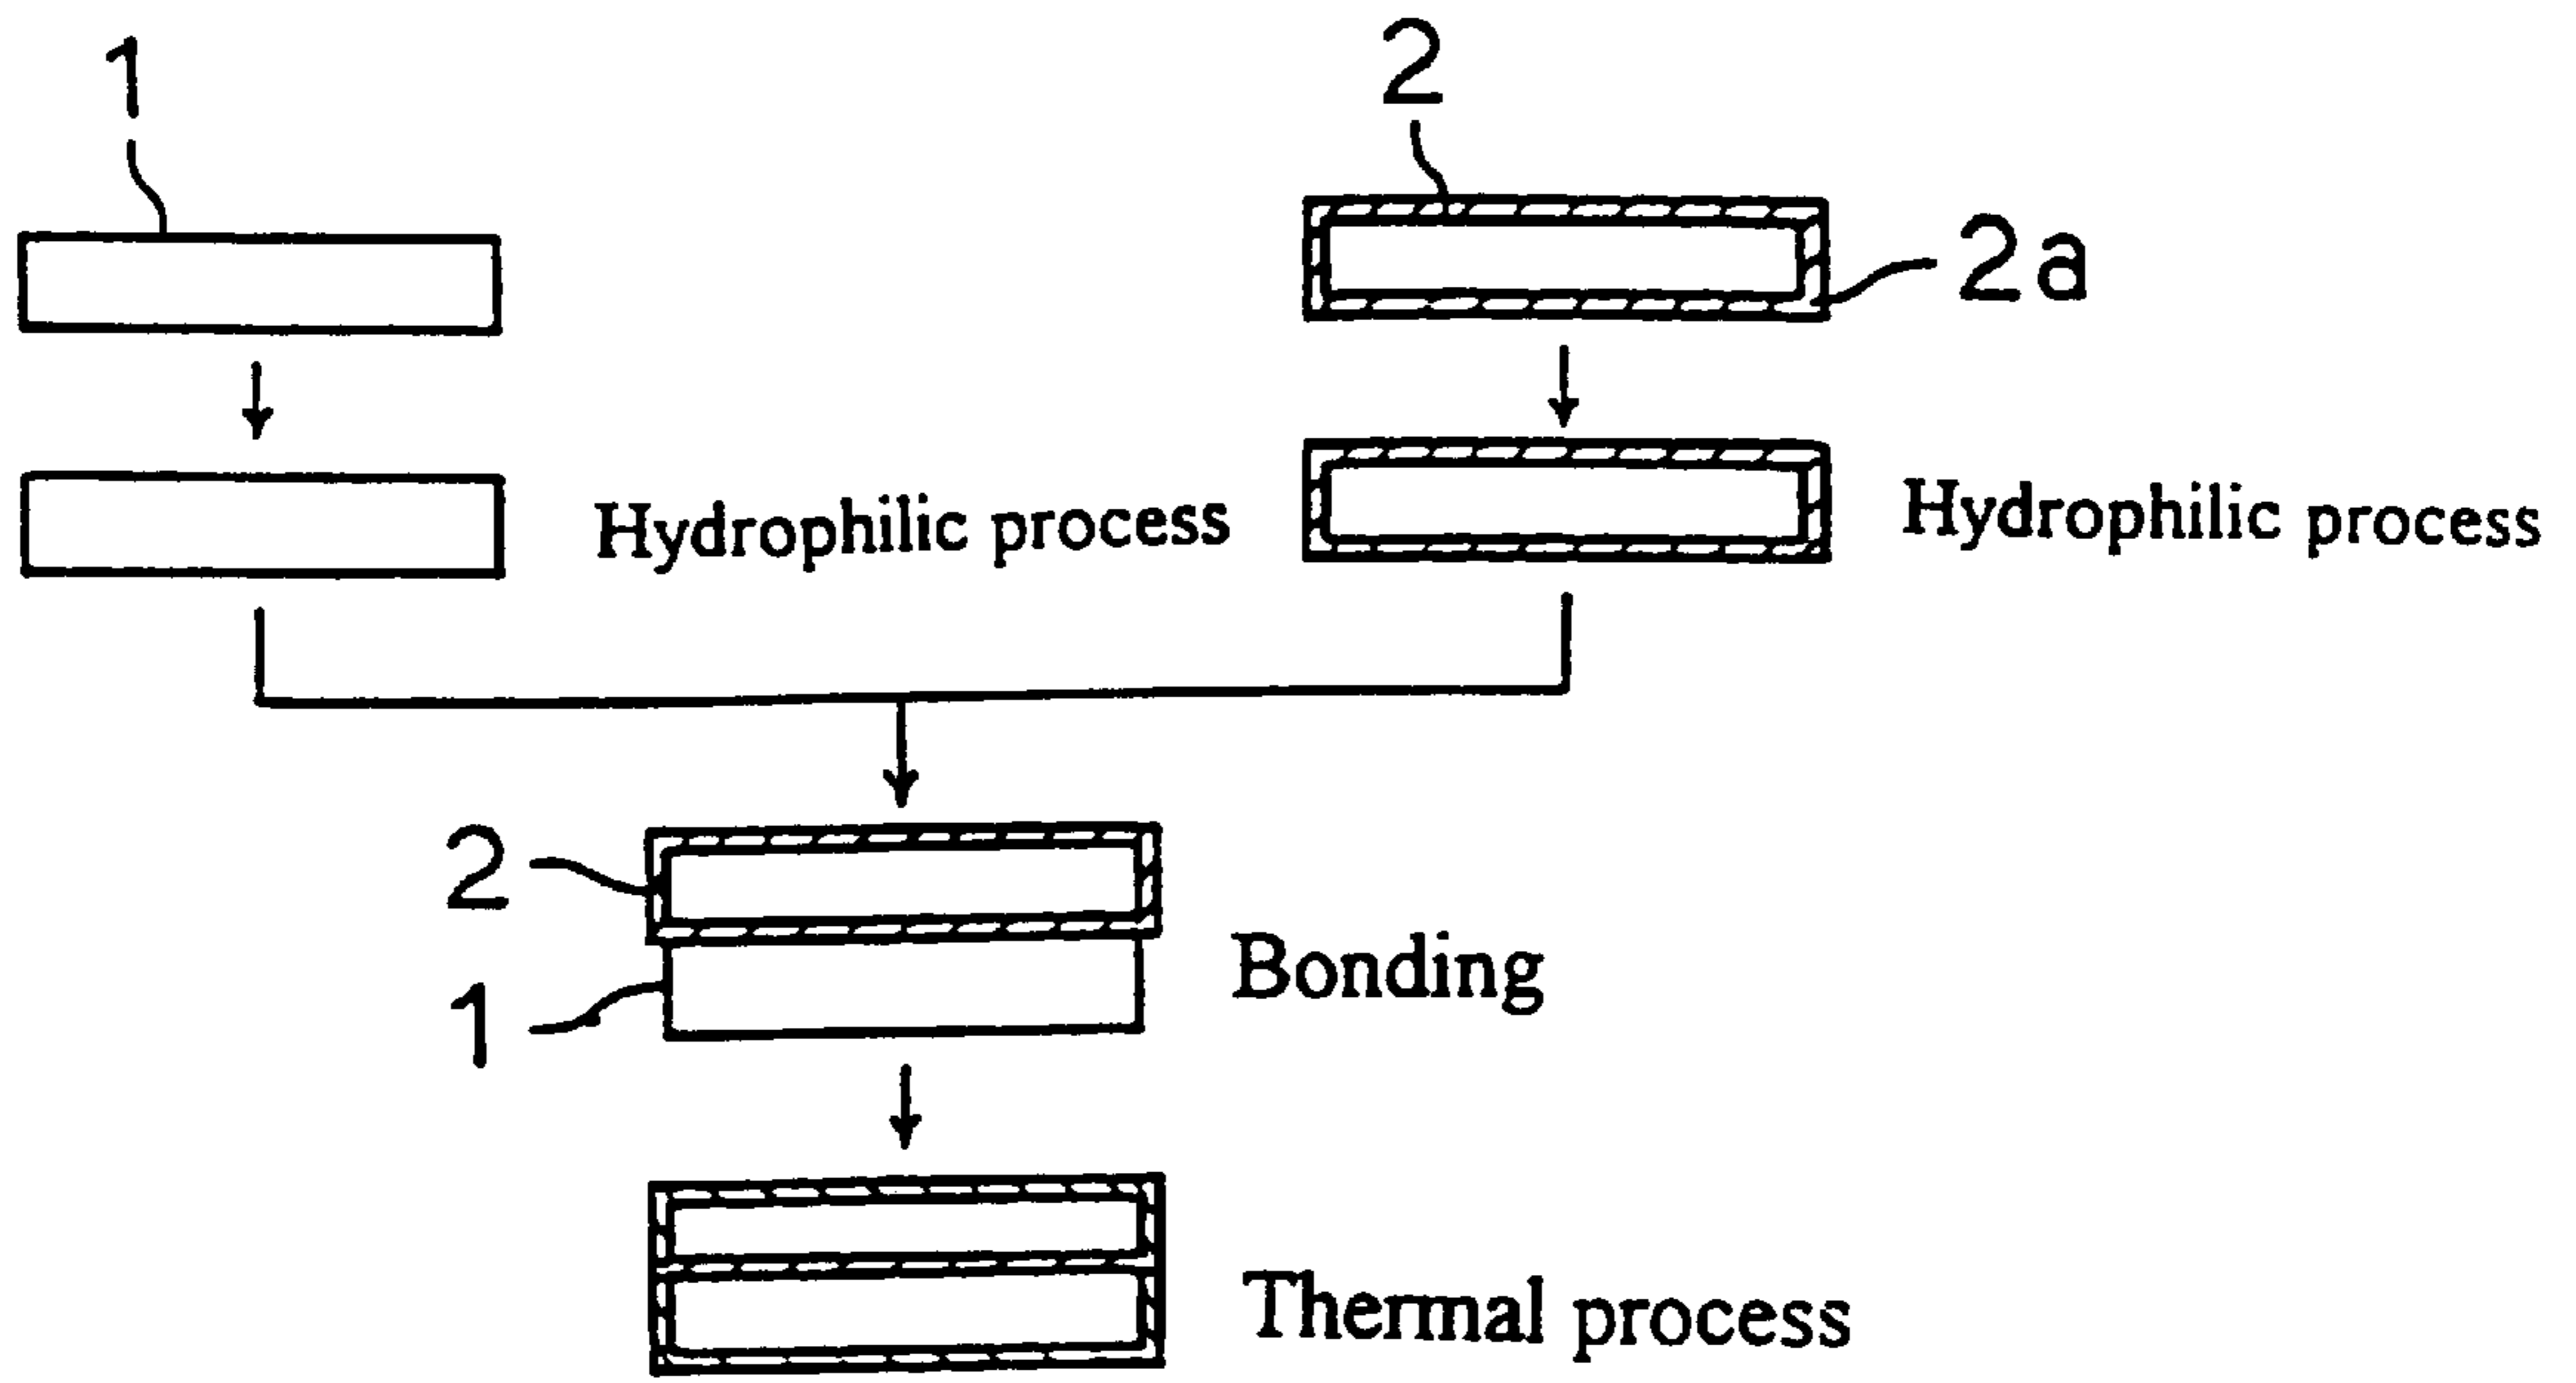 1
2
2a
Hydrophilic process
Hydrophilic process
2
Bonding
1
Thermal process